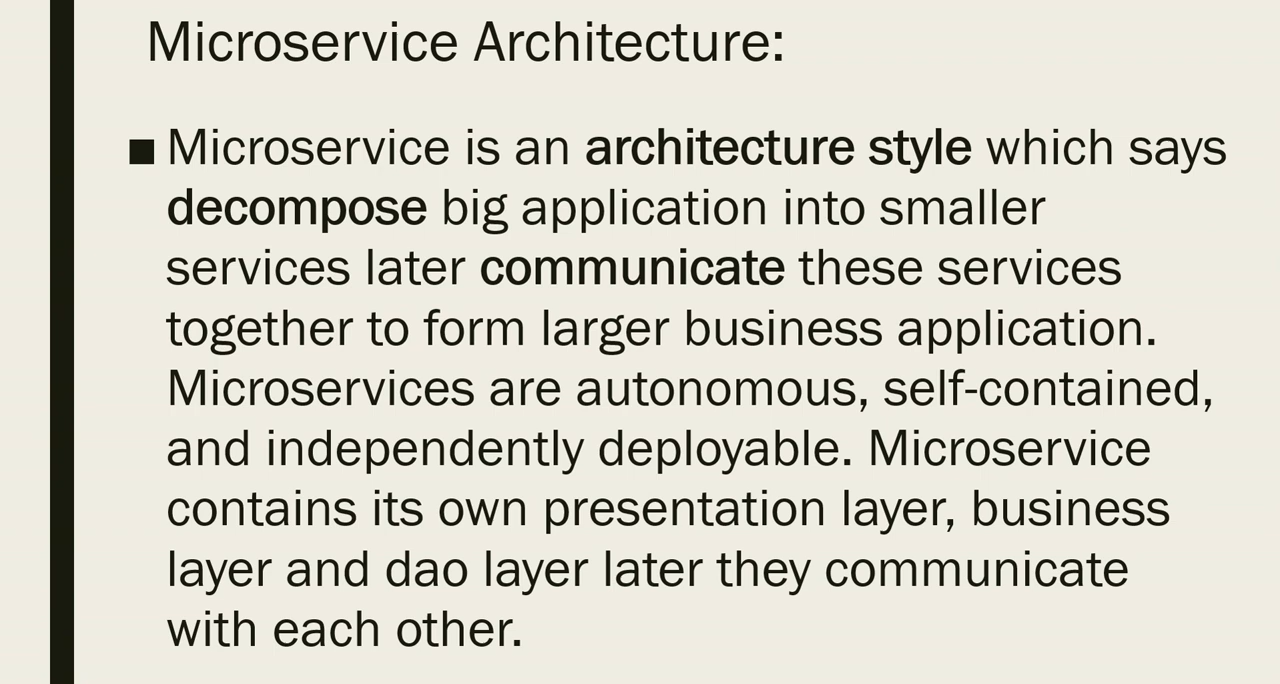 Microservice Architecture:
■ Microservice is an architecture style which says
decompose big application into smaller
services later communicate these services
together to form larger business application.
Microservices are autonomous, self-contained,
and independently deployable. Microservice
contains its own presentation layer, business
layer and dao layer later they communicate
with each other.